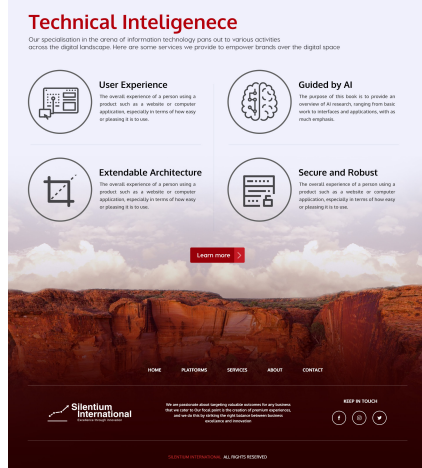 Technical Inteligenece
Our specialisation in the arena of information technology pans out to various activities
across the digital landscape. Here are some services we provide to empower brands over the digital space
User Experience
The overall experience of a person using a
product such as a website or computer
application, especially in terms of how easy
or pleasing it is to use.
Guided by AI
The purpose of this book is to provide an
overview of AI research, ranging from basic
work to interfaces and applications, with as
much emphasis.
Extendable Architecture
The overall experience of a person using a
product such as a website or computer
application, especially in terms of how easy
or pleasing it is to use.
Secure and Robust
The overall experience of a person using a
product such as a website or computer
application, especially in terms of how easy
or pleasing it is to use.
Learn more
HOME PLATFORMS SERVICES ABOUT CONTACT
Silentium
International
Excellence through Innovation
We are passionate about targeting valuable outcomes for any business
that we cater to Our focal point is the creation of premium experiences,
and we do this by striking the right balance between business
excellence and innovation
KEEP IN TOUCH
SILENTIUM INTERNATIONAL ALL RIGHTS RESERVED